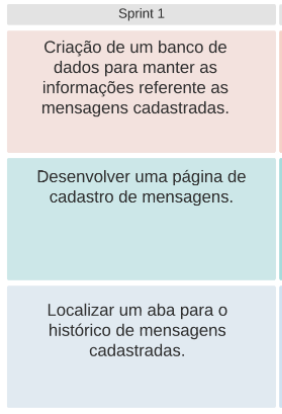 Sprint 1
Criação de um banco de
dados para manter as
informações referente as
mensagens cadastradas.
Desenvolver uma página de
cadastro de mensagens.
Localizar um aba para o
histórico de mensagens
cadastradas.